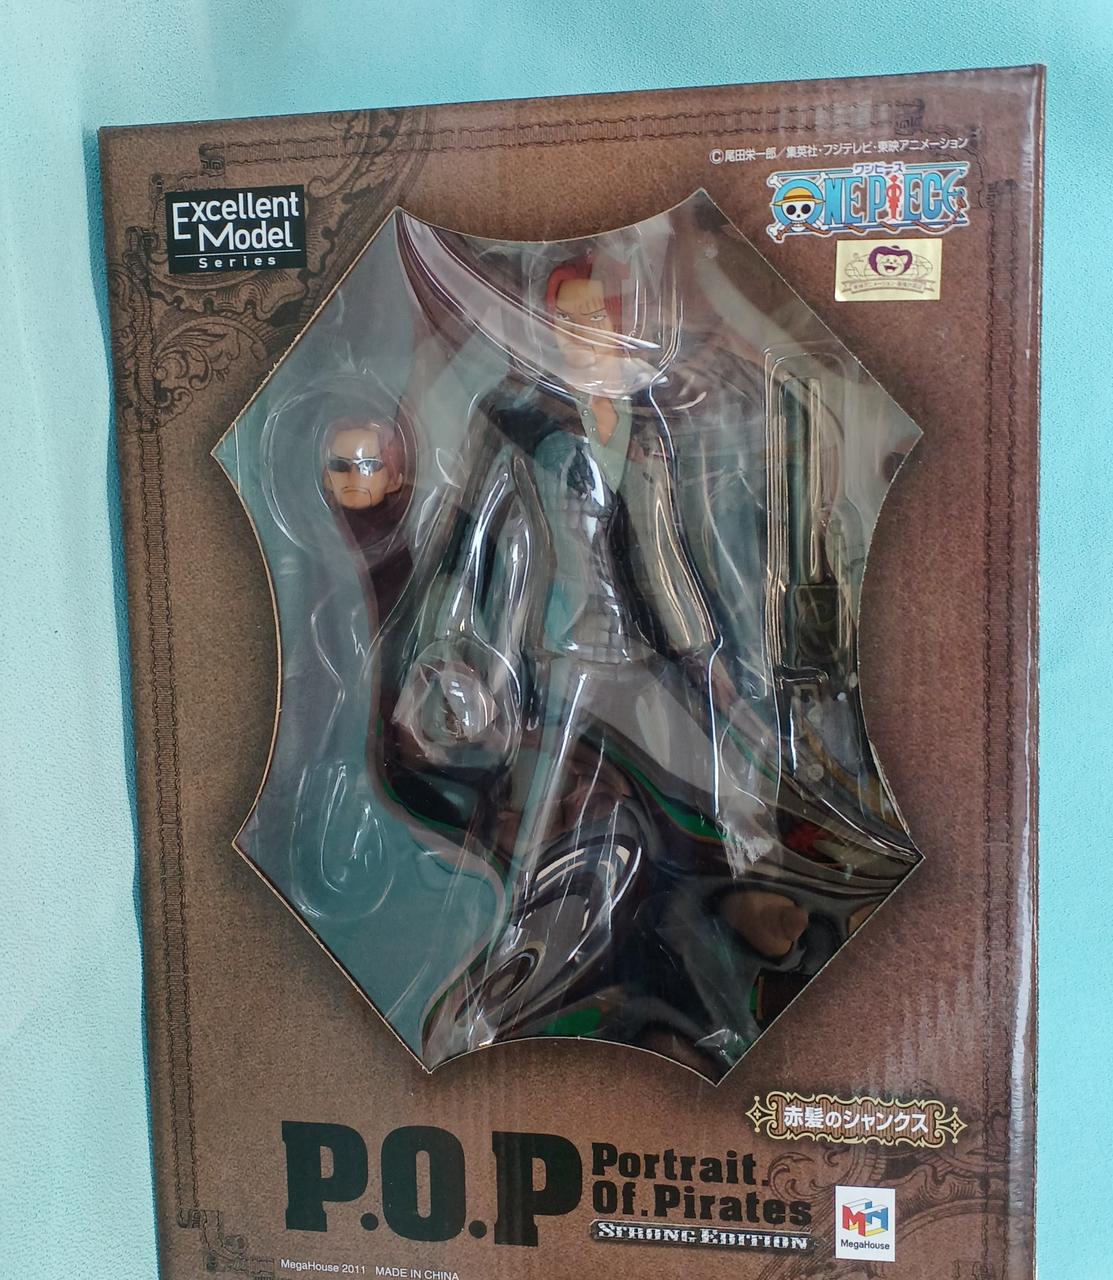 ©尾田栄一郎／集英社・フジテレビ・東映アニメーション
Excellent
Model
Series
ワンピース
ONE PIECE
赤髪のシャンクス
P.O.P
Portrait.
Of.Pirates
STRONG EDITION
MegaHouse
MegaHouse 2011 MADE IN CHINA